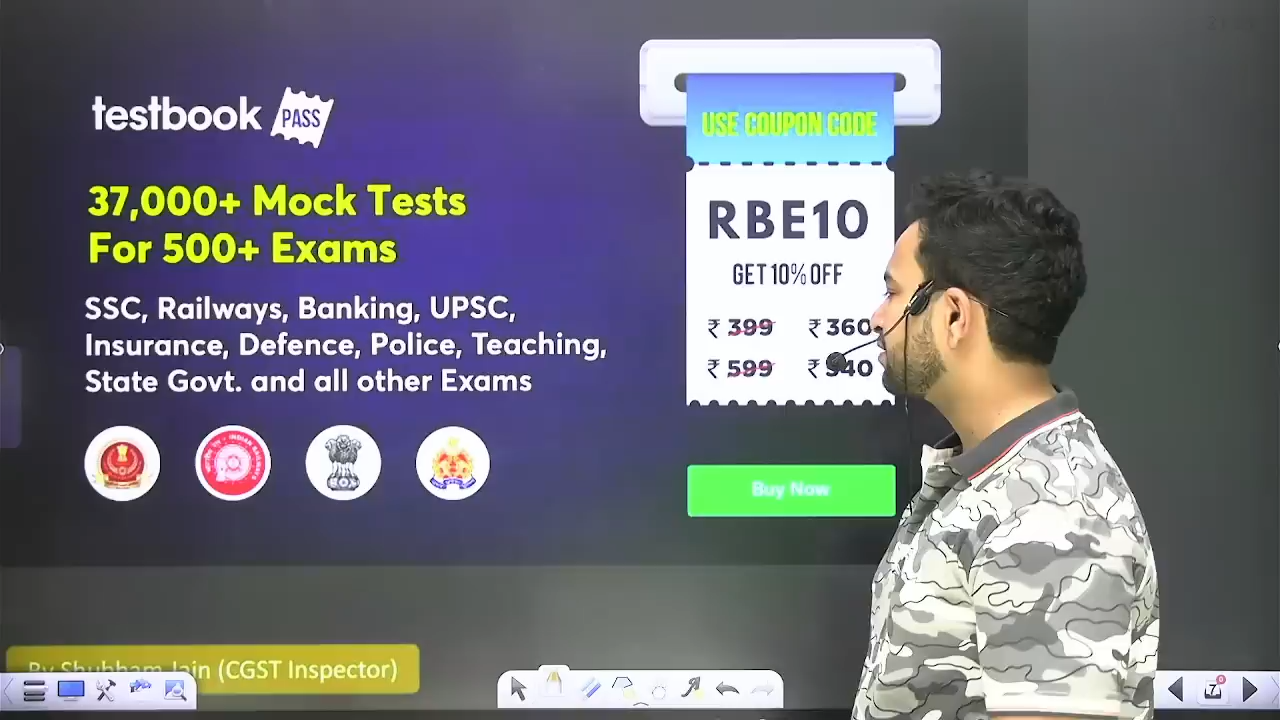 testbook PASS
37,000+ Mock Tests
For 500+ Exams
SSC, Railways, Banking, UPSC,
Insurance, Defence, Police, Teaching,
State Govt. and all other Exams
USE COUPON CODE
RBE10
GET 10% OFF
₹ 399 ₹ 360
₹ 599 ₹ 540
Buy Now
By Shubham Jain (CGST Inspector)
7